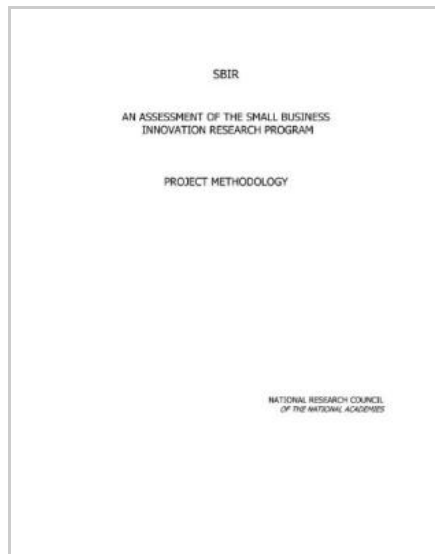 SBIR
AN ASSESSMENT OF THE SMALL BUSINESS
INNOVATION RESEARCH PROGRAM
PROJECT METHODOLOGY
NATIONAL RESEARCH COUNCIL
OF THE NATIONAL ACADEMIES